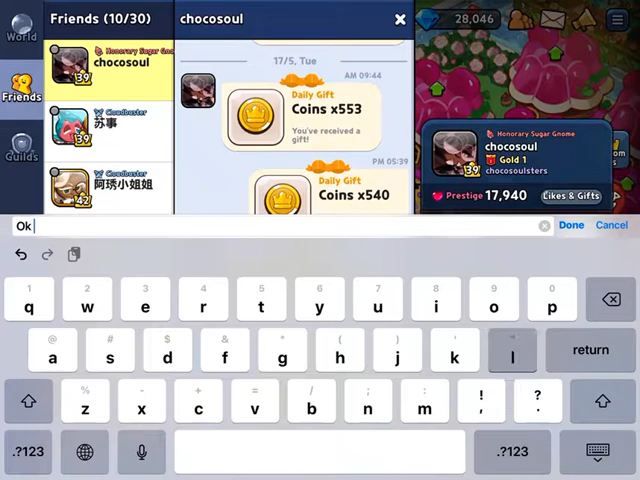 World
Friends
Guilds
Friends (10/30)
Honorary Sugar Gnome
chocosoul
39
Cloudbuster
苏事
39
Cloudbuster
阿琇小姐姐
42
chocosoul
17/5, Tue
AM 09:44
Daily Gift
Coins x553
You've received a
gift!
PM 05:39
Daily Gift
Coins x540
28,046
Honorary Sugar Gnome
chocosoul
Gold 1
chocosoulsters
39
Prestige 17,940
Likes & Gifts
Ok
Done
Cancel
1 2 3 4 5 6 7 8 9 0
q w e r t y u i o p
@ # $ & * ( ) ' "
a s d f g h j k l
return
% - + = / ; : ! ?
z x c v b n m , .
.?123
.?123